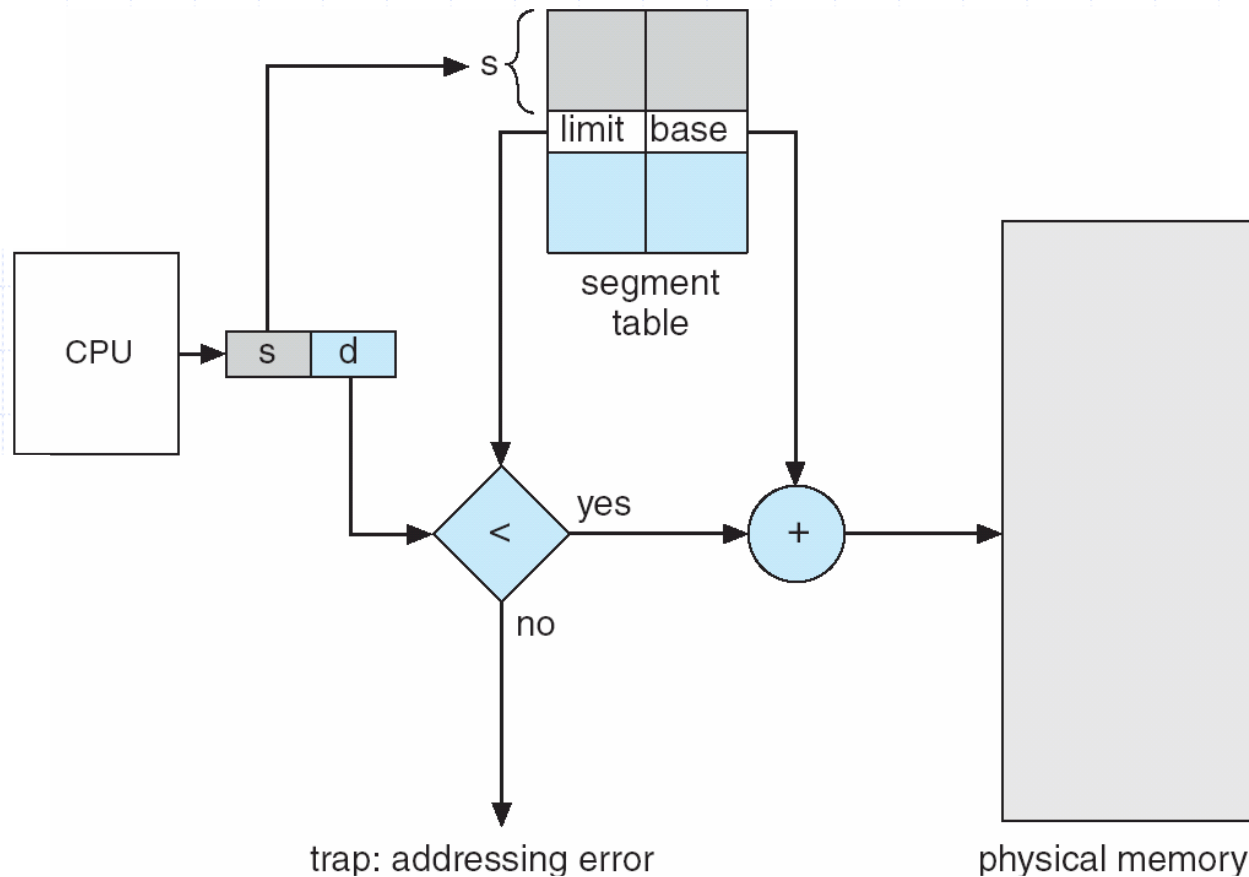 s
limit base
segment
table
CPU
s d
yes
<
+
no
trap: addressing error
physical memory